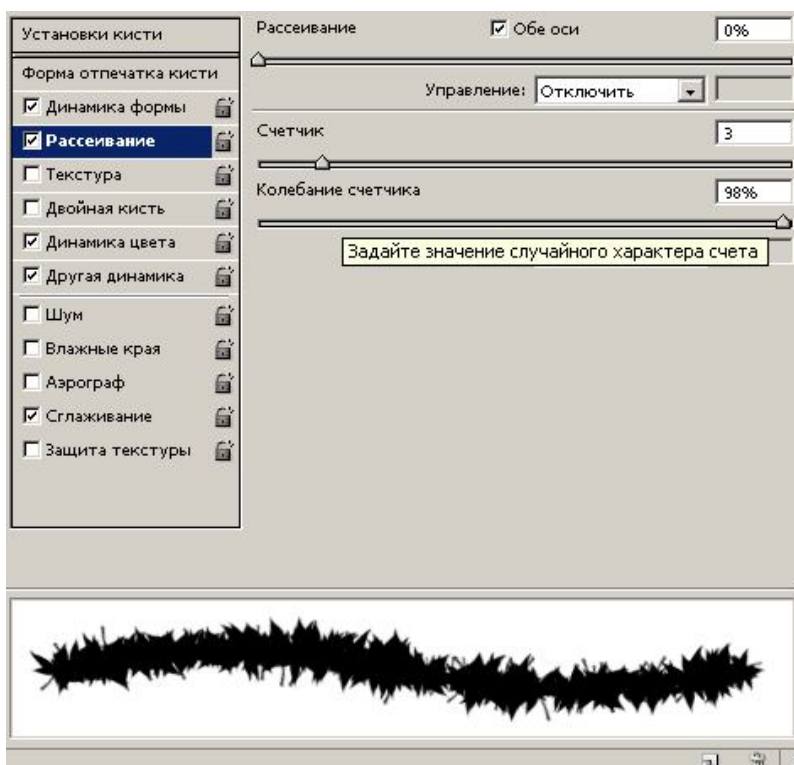 Установки кисти
Форма отпечатка кисти
Динамика формы
Рассеивание
Текстура
Двойная кисть
Динамика цвета
Другая динамика
Шум
Влажные края
Аэрограф
Сглаживание
Защита текстуры
Рассеивание Обе оси 0%
Управление: Отключить
Счетчик 3
Колебание счетчика 98%
Задайте значение случайного характера счета